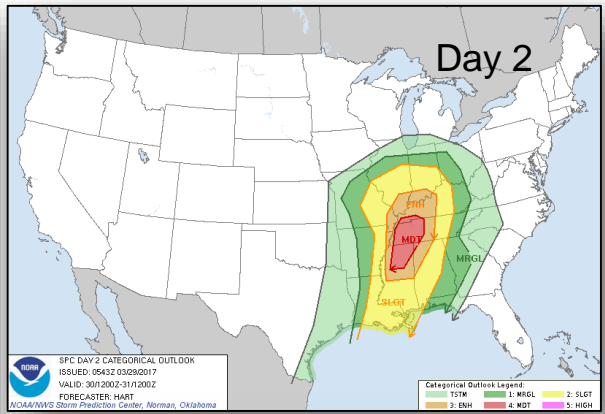 Day 2
ENH
MDT
MRGL
SLGT
NOAA
SPC DAY 2 CATEGORICAL OUTLOOK
ISSUED: 0543Z 03/29/2017
VALID: 30/1200Z-31/1200Z
FORECASTER: HART
NOAA/NWS Storm Prediction Center, Norman, Oklahoma
Categorical Outlook Legend:
TSTM 1: MRGL 2: SLGT
3: ENH 4: MDT 5: HIGH